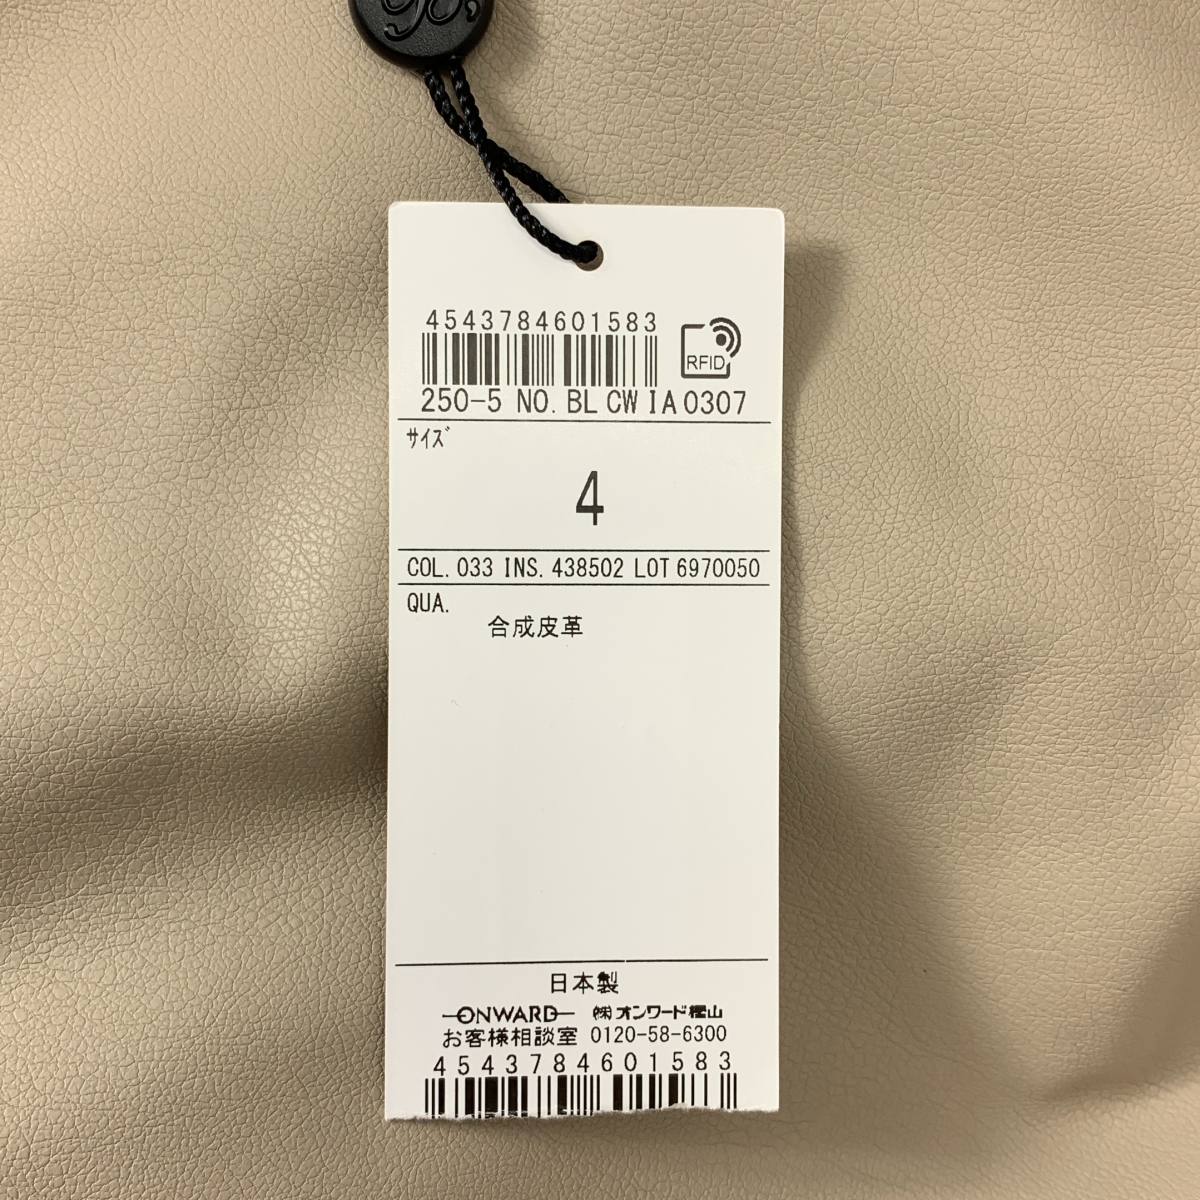 4543784601583
RFID
250-5 NO. BL CW IA0307
サイズ
4
COL. 033 INS. 438502 LOT 6970050
QUA.
合成皮革
日本製
ONWARD ㈱オンワード樫山
お客様相談室 0120-58-6300
4543784601583